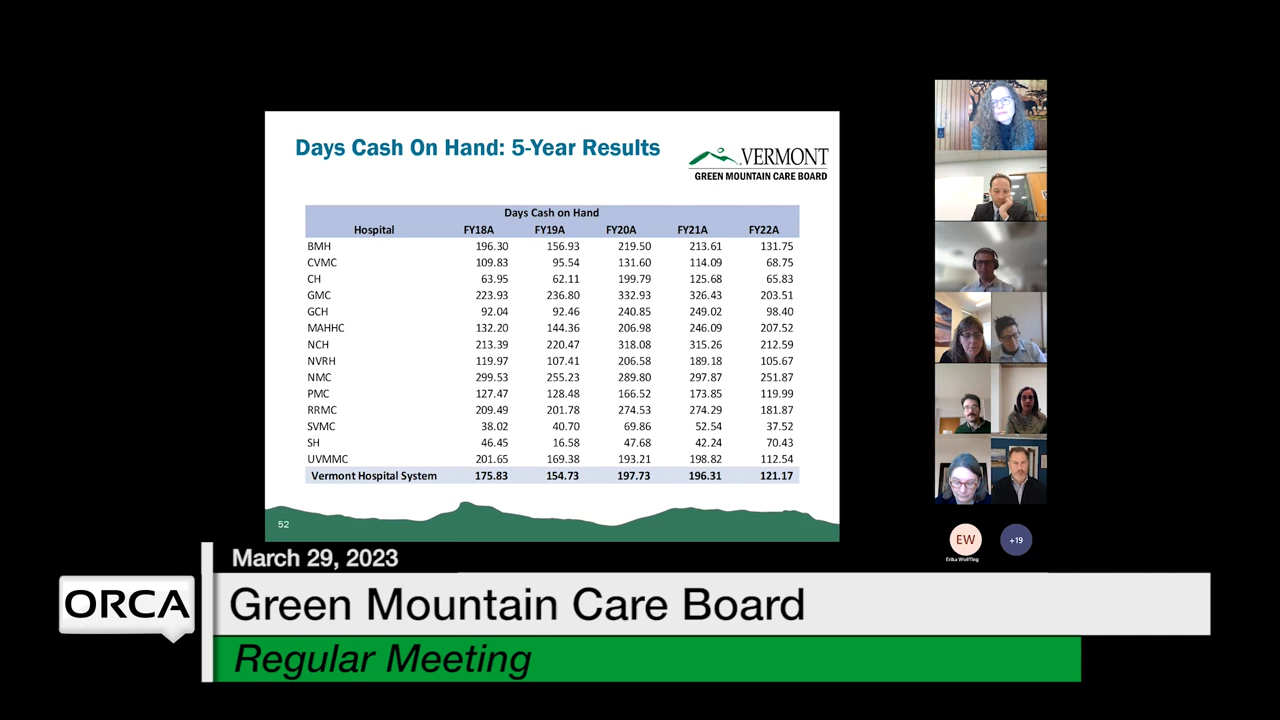 Days Cash On Hand: 5-Year Results
VERMONT
GREEN MOUNTAIN CARE BOARD
Days Cash on Hand
Hospital FY18A FY19A FY20A FY21A FY22A
BMH 196.30 156.93 219.50 213.61 131.75
CVMC 109.83 95.54 131.60 114.09 68.75
CH 63.95 62.11 199.79 125.68 65.83
GMC 223.93 236.80 332.93 326.43 203.51
GCH 92.04 92.46 240.85 249.02 98.40
MAHHC 132.20 144.36 206.98 246.09 207.52
NCH 213.39 220.47 318.08 315.26 212.59
NVRH 119.97 107.41 206.58 189.18 105.67
NMC 299.53 255.23 289.80 297.87 251.87
PMC 127.47 128.48 166.52 173.85 119.99
RRMC 209.49 201.78 274.53 274.29 181.87
SVMC 38.02 40.70 69.86 52.54 37.52
SH 46.45 16.58 47.68 42.24 70.43
UVMMC 201.65 169.38 193.21 198.82 112.54
Vermont Hospital System 175.83 154.73 197.73 196.31 121.17
52
EW
+19
Erika Wolffing
March 29, 2023
ORCA
Green Mountain Care Board
Regular Meeting